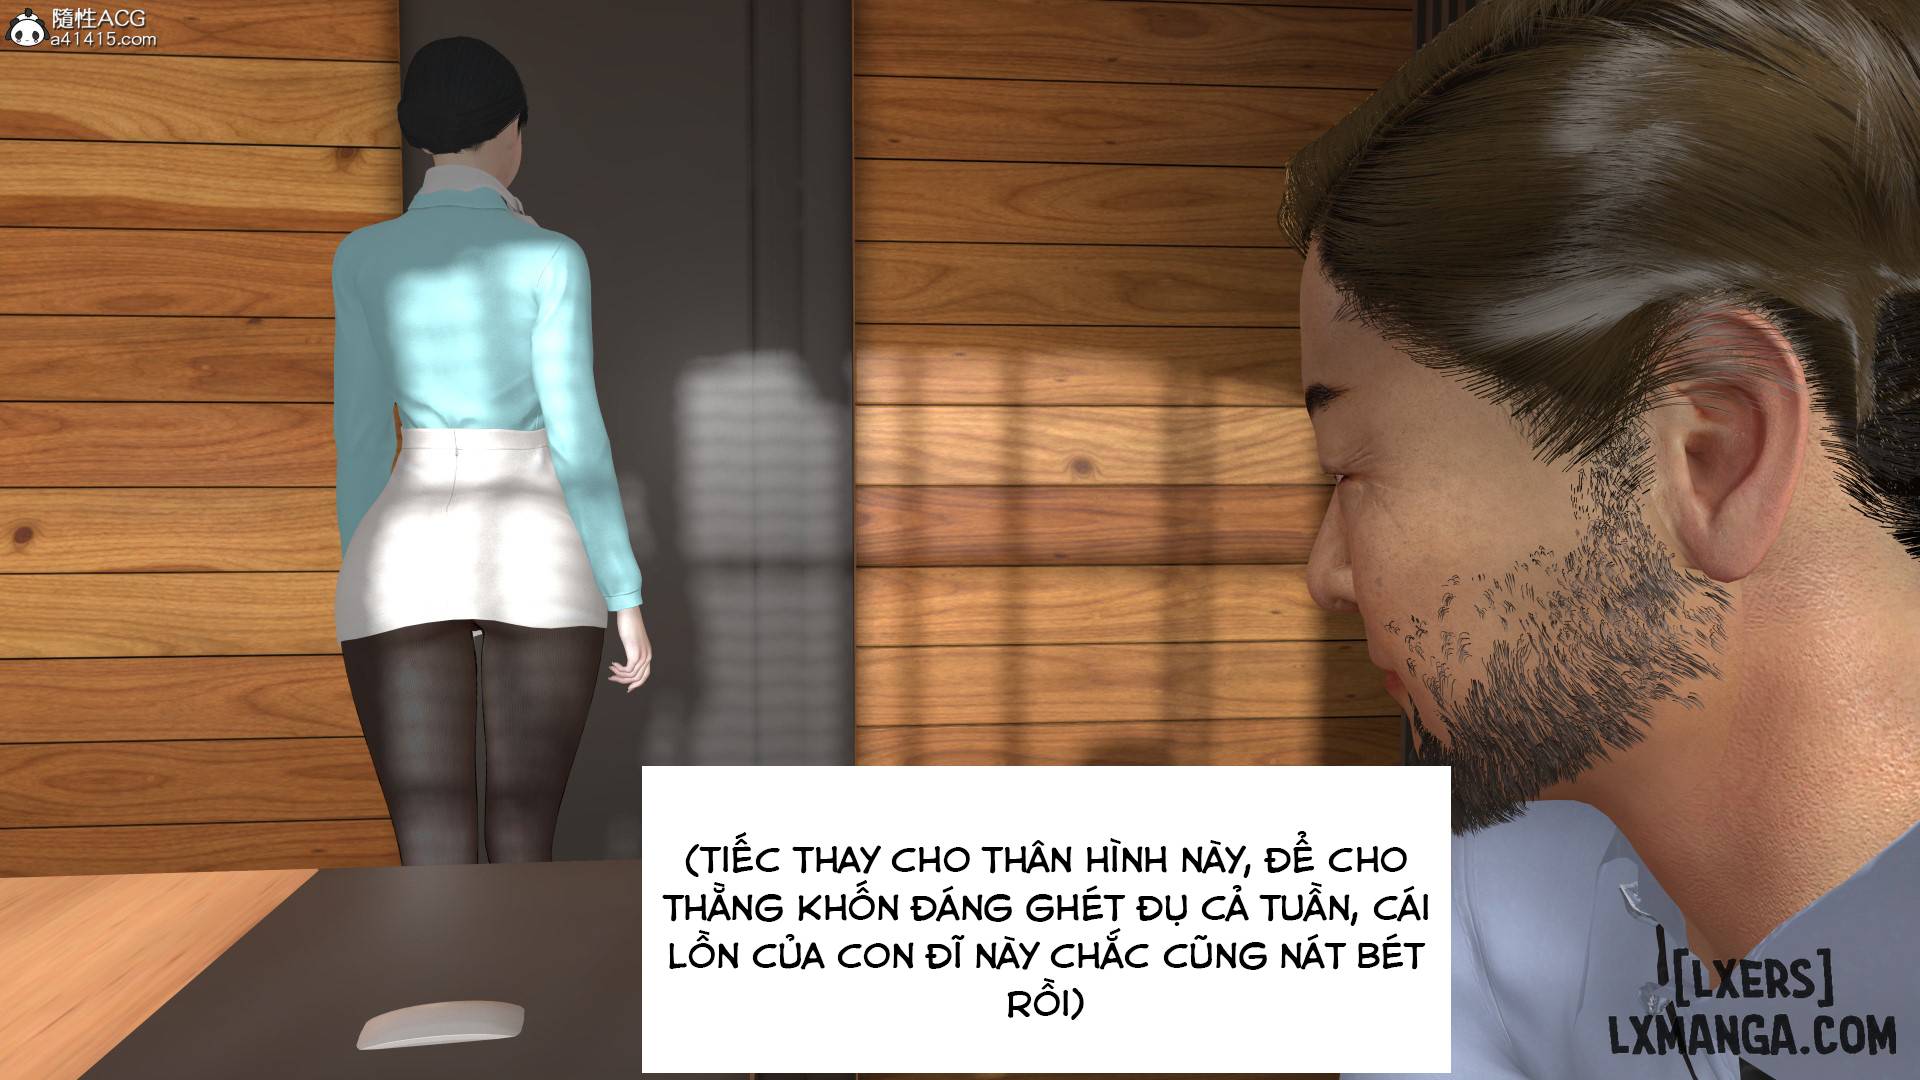 隨性ACG
a41415.com
(TIẾC THAY CHO THÂN HÌNH NÀY, ĐỂ CHO
THẰNG KHỐN ĐÁNG GHÉT ĐỤ CẢ TUẦN, CÁI
LỒN CỦA CON ĐĨ NÀY CHẮC CŨNG NÁT BÉT
RỒI)
[LXERS]
LXMANGA.COM